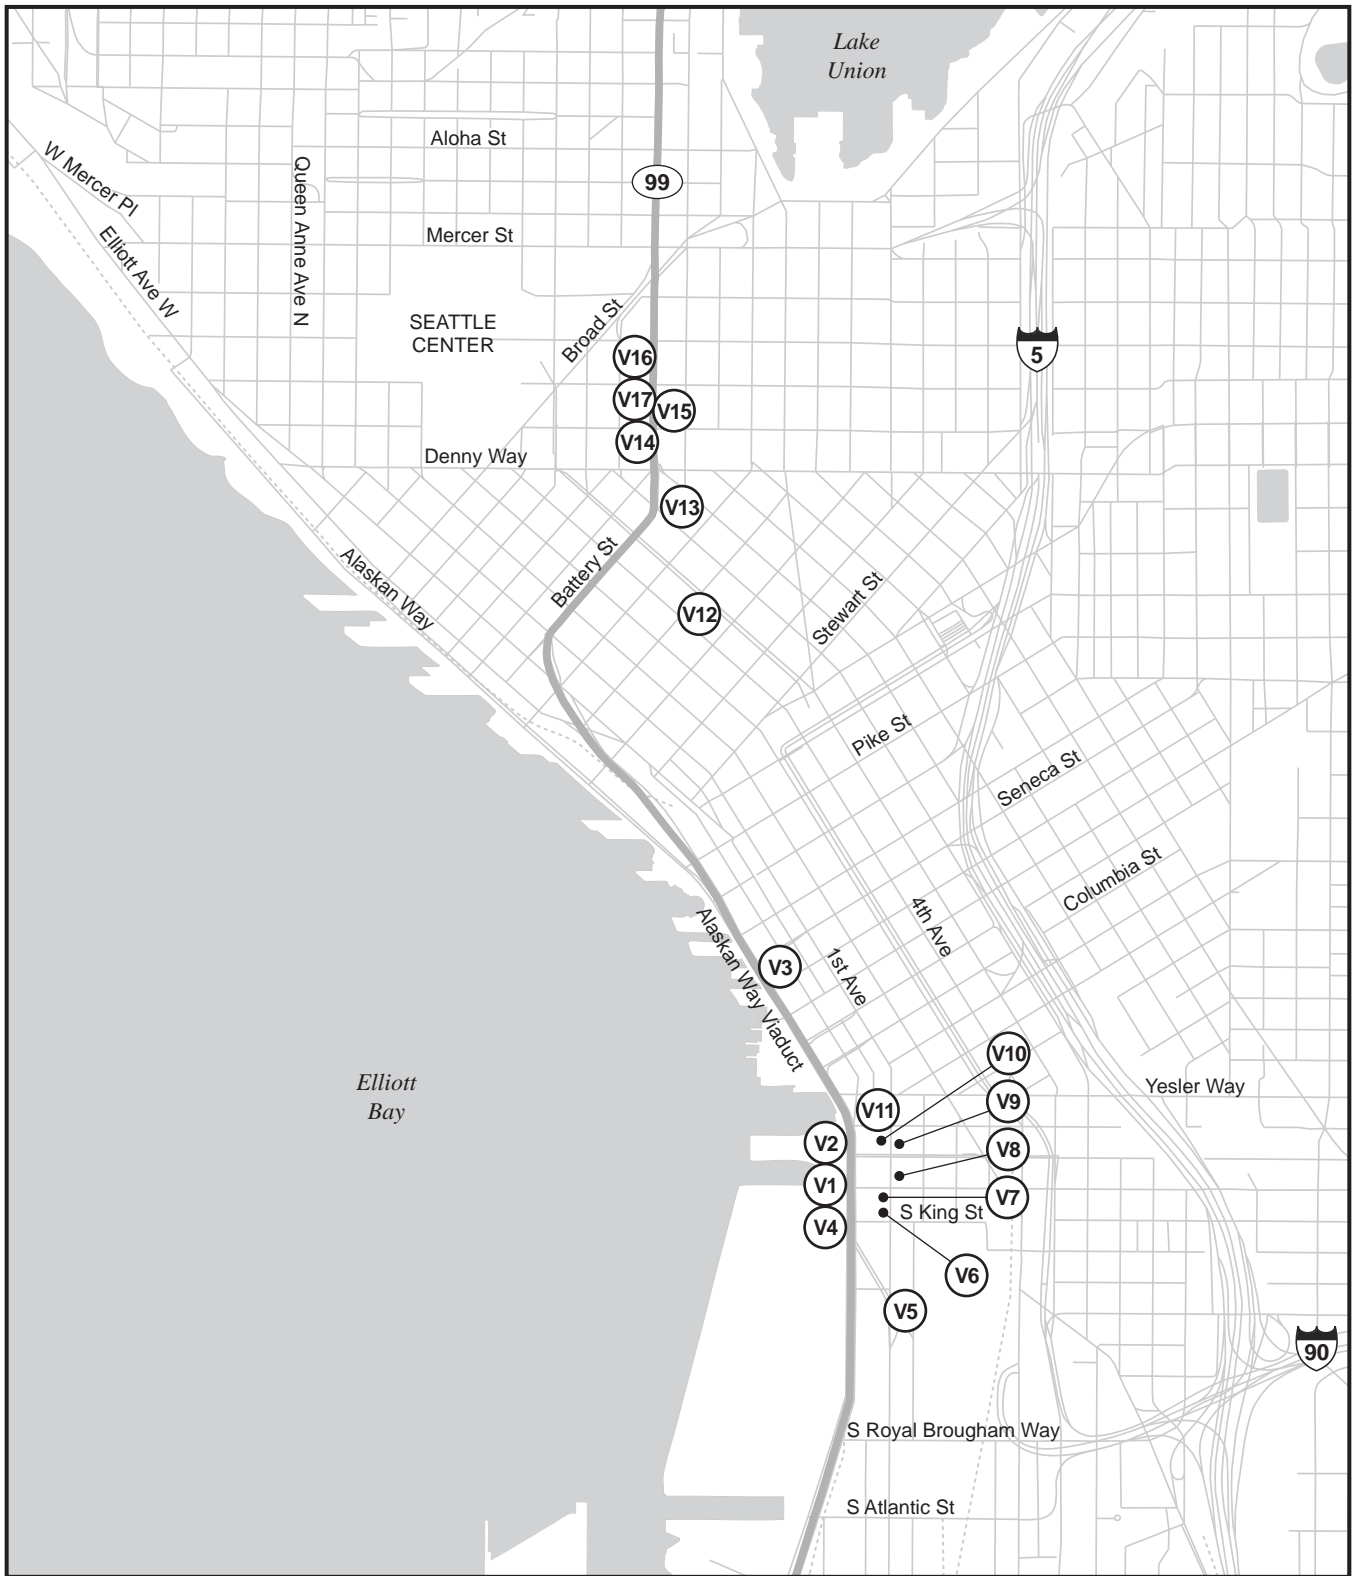 Lake
Union
Aloha St
W Mercer Pl
Queen Anne Ave N
99
Mercer St
Elliott Ave W
SEATTLE
CENTER
Broad St
5
V16
V17
V15
V14
Denny Way
V13
Battery St
Alaskan Way
V12
Stewart St
Pike St
Seneca St
Columbia St
4th Ave
1st Ave
V3
Alaskan Way Viaduct
V10
Elliott
Bay
Yesler Way
V9
V11
V2
V8
V1
V7
S King St
V4
V6
V5
90
S Royal Brougham Way
S Atlantic St